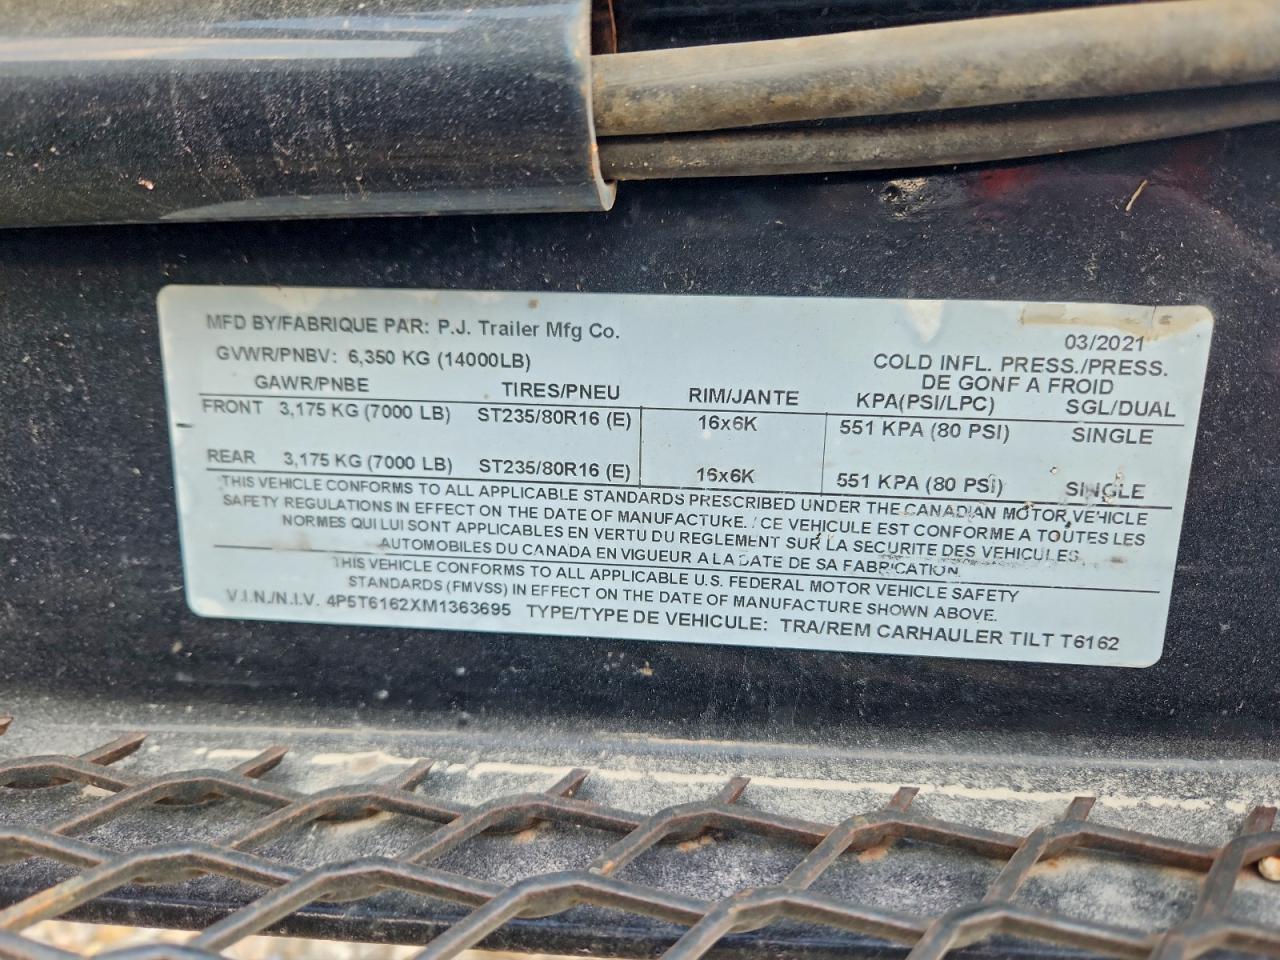 MFD BY/FABRIQUE PAR: P.J. Trailer Mfg Co.
03/2021
GVWR/PNBV: 6,350 KG (14000LB)
COLD INFL. PRESS./PRESS.
DE GONF A FROID
GAWR/PNBE TIRES/PNEU RIM/JANTE KPA(PSI/LPC) SGL/DUAL
FRONT 3,175 KG (7000 LB) ST235/80R16 (E) 16x6K 551 KPA (80 PSI) SINGLE
REAR 3,175 KG (7000 LB) ST235/80R16 (E) 16x6K 551 KPA (80 PSI) SINGLE
THIS VEHICLE CONFORMS TO ALL APPLICABLE STANDARDS PRESCRIBED UNDER THE CANADIAN MOTOR VEHICLE
SAFETY REGULATIONS IN EFFECT ON THE DATE OF MANUFACTURE. / CE VEHICULE EST CONFORME A TOUTES LES
NORMES QUI LUI SONT APPLICABLES EN VERTU DU REGLEMENT SUR LA SECURITE DES VEHICULES
AUTOMOBILES DU CANADA EN VIGUEUR A LA DATE DE SA FABRICATION.
THIS VEHICLE CONFORMS TO ALL APPLICABLE U.S. FEDERAL MOTOR VEHICLE SAFETY
STANDARDS (FMVSS) IN EFFECT ON THE DATE OF MANUFACTURE SHOWN ABOVE.
V.I.N./N.I.V. 4P5T6162XM1363695 TYPE/TYPE DE VEHICULE: TRA/REM CARHAULER TILT T6162